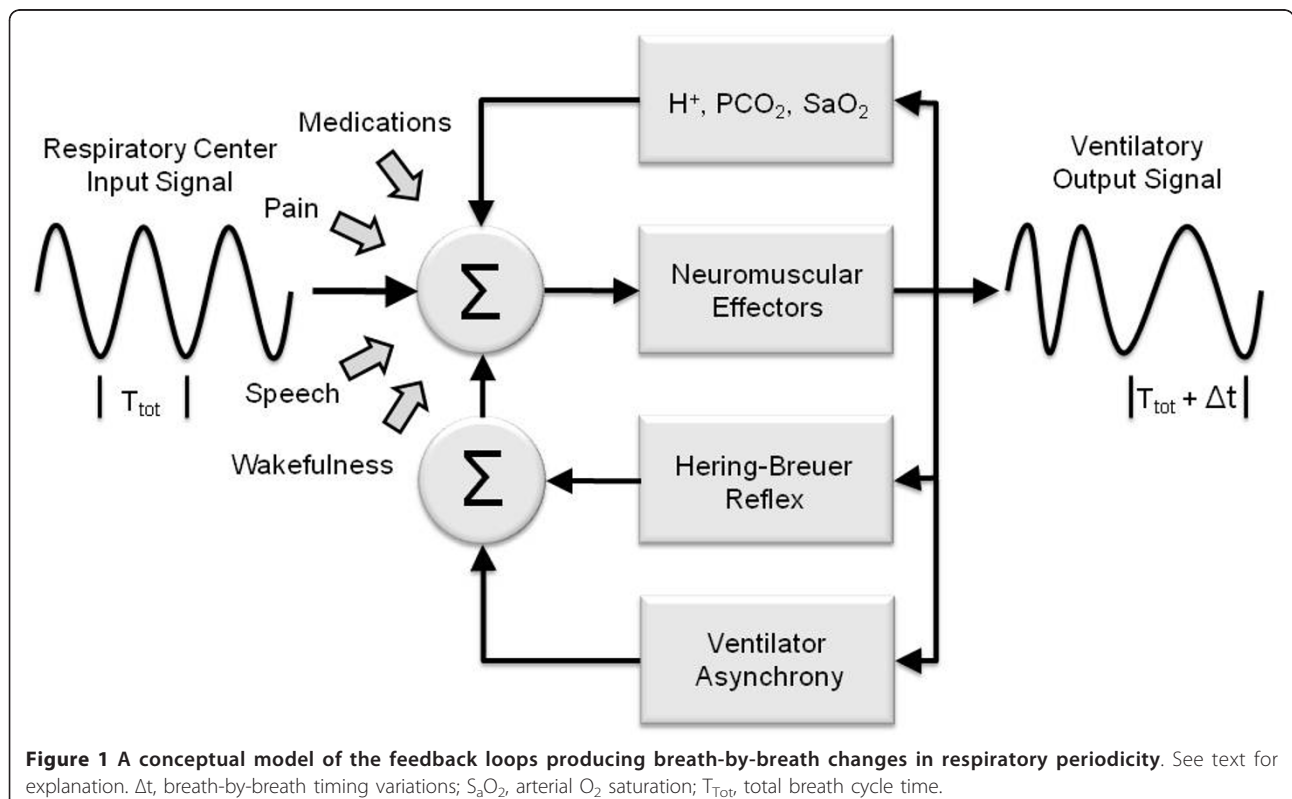 Medications
Respiratory Center
Input Signal
Pain
Speech
Wakefulness
T_tot
Σ
Σ
H⁺, PCO₂, SaO₂
Neuromuscular
Effectors
Hering-Breuer
Reflex
Ventilator
Asynchrony
Ventilatory
Output Signal
T_tot + Δt
Figure 1 A conceptual model of the feedback loops producing breath-by-breath changes in respiratory periodicity. See text for
explanation. Δt, breath-by-breath timing variations; SₐO₂, arterial O₂ saturation; T_Tot, total breath cycle time.